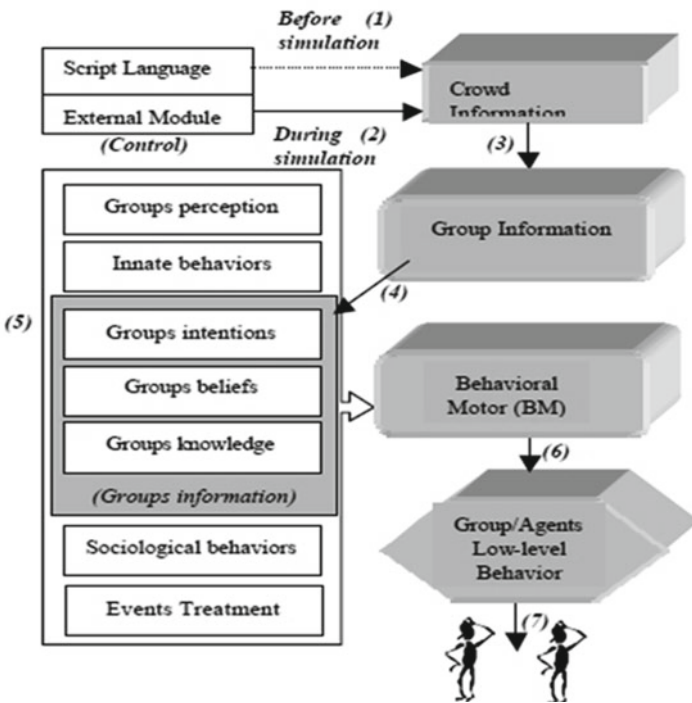 Before (1)
simulation
Script Language
External Module
(Control)
During (2)
simulation
Crowd
Information
(3)
Groups perception
Innate behaviors
Group Information
(4)
(5)
Groups intentions
Groups beliefs
Groups knowledge
(Groups information)
Behavioral
Motor (BM)
(6)
Sociological behaviors
Events Treatment
Group/Agents
Low-level
Behavior
(7)